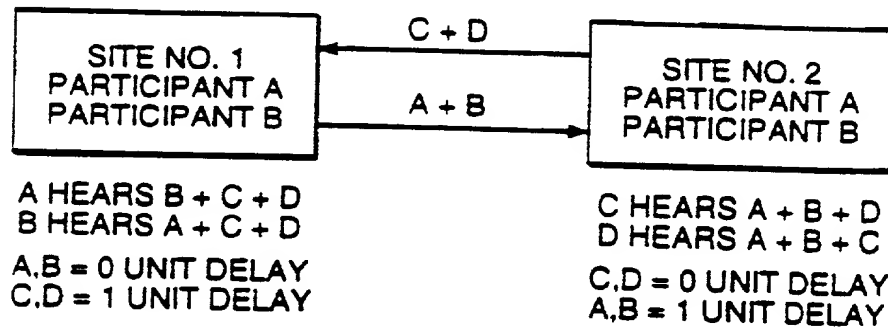 SITE NO. 1
PARTICIPANT A
PARTICIPANT B
C + D
A + B
SITE NO. 2
PARTICIPANT A
PARTICIPANT B
A HEARS B + C + D
B HEARS A + C + D
A,B = 0 UNIT DELAY
C,D = 1 UNIT DELAY
C HEARS A + B + D
D HEARS A + B + C
C,D = 0 UNIT DELAY
A,B = 1 UNIT DELAY